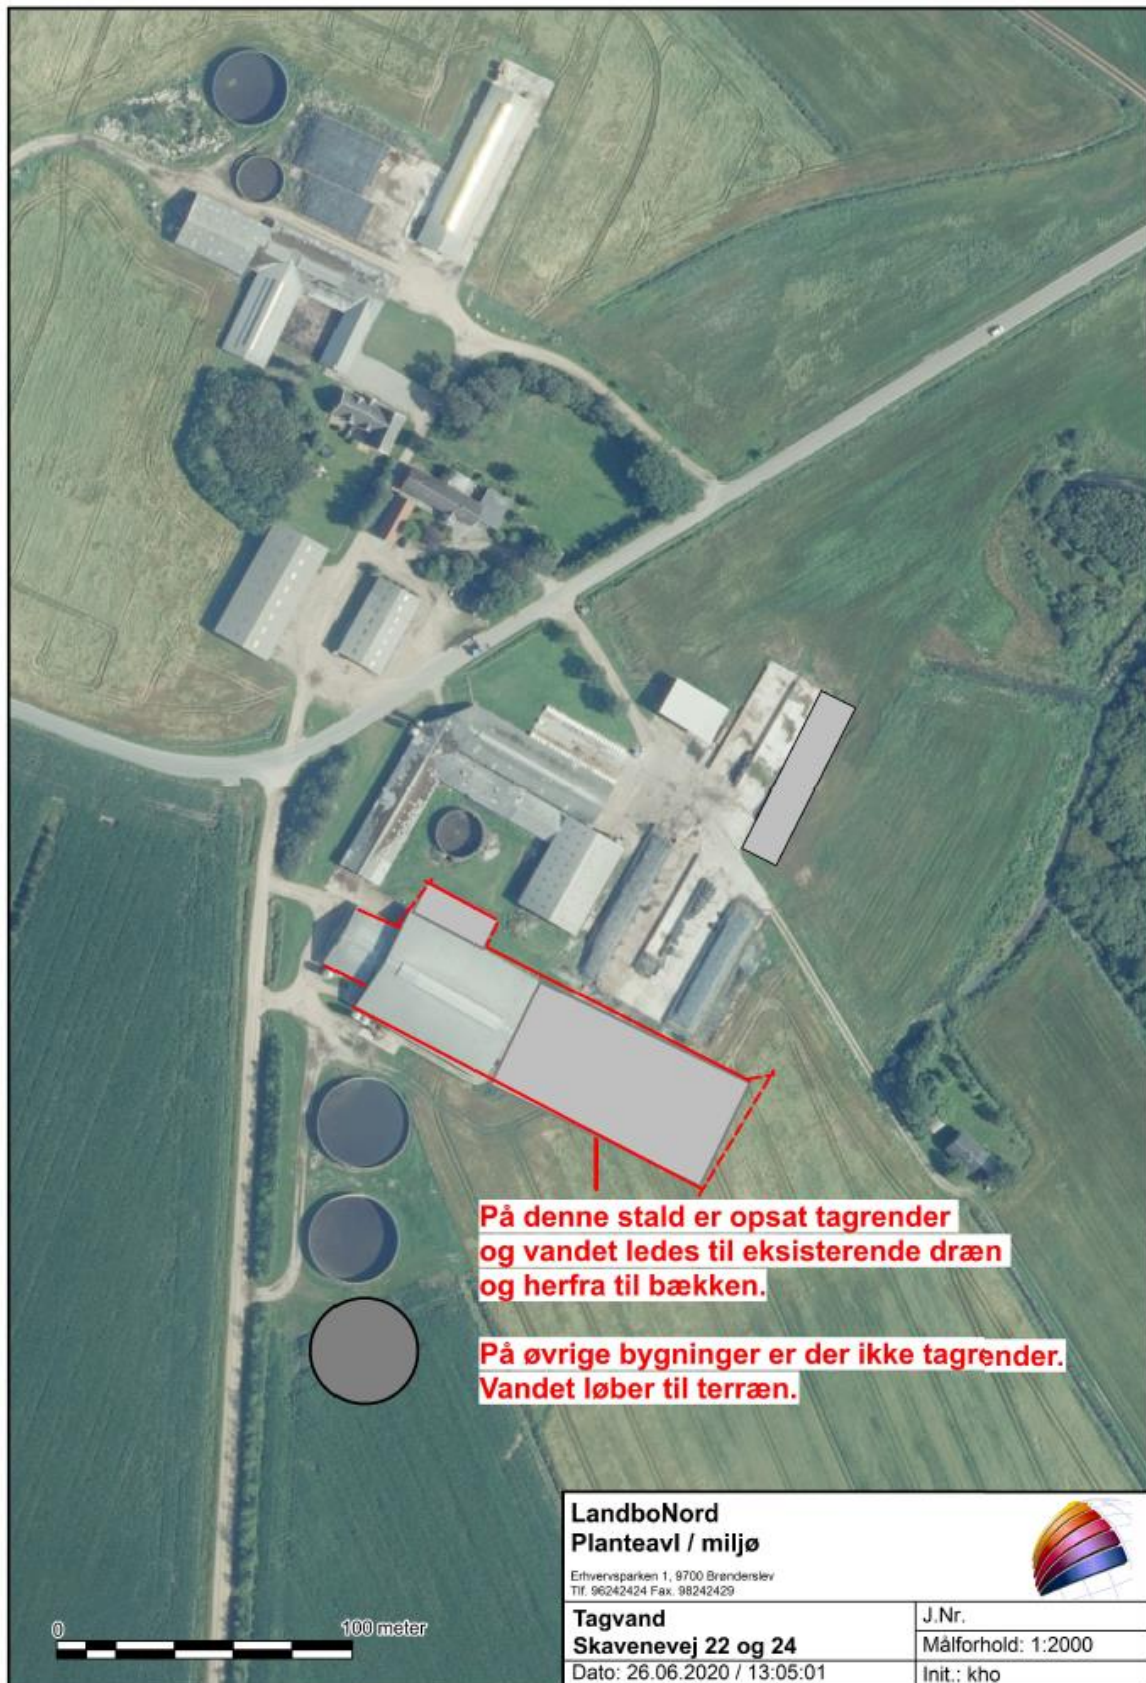 På denne stald er opsat tagrender
og vandet ledes til eksisterende dræn
og herfra til bækken.
På øvrige bygninger er der ikke tagrender.
Vandet løber til terræn.
0 100 meter
LandboNord
Planteavl / miljø
Erhvervsparken 1, 9700 Brønderslev
Tlf. 96242424 Fax. 98242429
Tagvand
Skavenevej 22 og 24
Dato: 26.06.2020 / 13:05:01
J.Nr.
Målforhold: 1:2000
Init.: kho